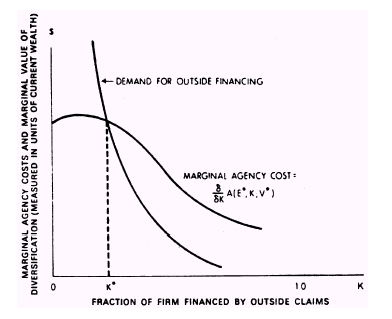 MARGINAL AGENCY COSTS AND MARGINAL VALUE OF
DIVERSIFICATION (MEASURED IN UNITS OF CURRENT WEALTH)
$
DEMAND FOR OUTSIDE FINANCING
MARGINAL AGENCY COST =
δ/δK A(E*, K, V*)
0 K* 1.0 K
FRACTION OF FIRM FINANCED BY OUTSIDE CLAIMS